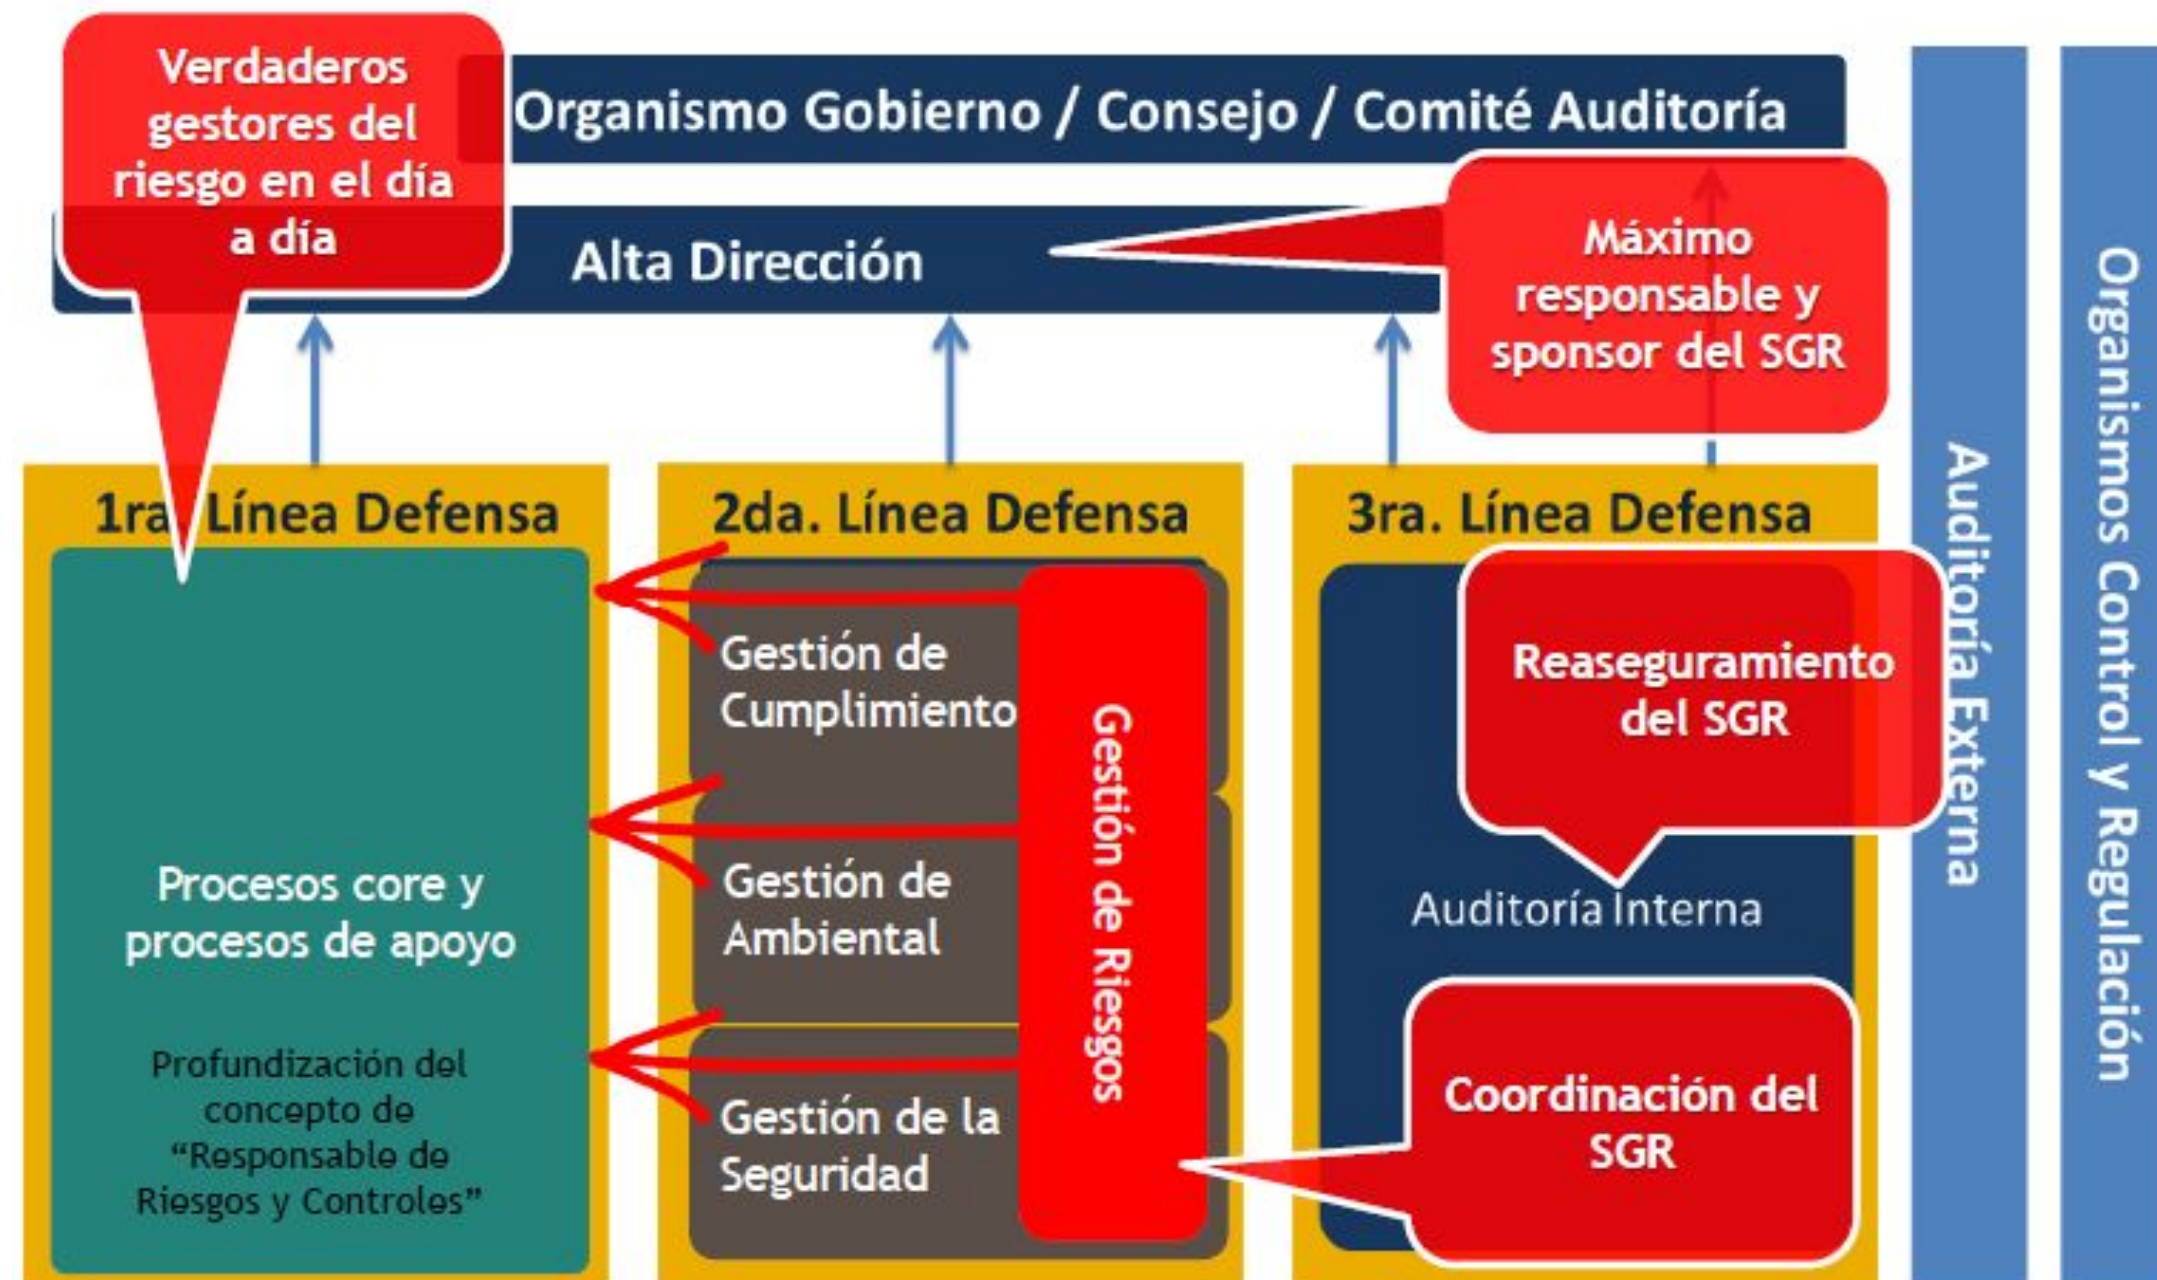 Verdaderos
gestores del
riesgo en el día
a día
Organismo Gobierno / Consejo / Comité Auditoría
Alta Dirección
Máximo
responsable y
sponsor del SGR
1ra. Línea Defensa
Procesos core y
procesos de apoyo
Profundización del
concepto de
“Responsable de
Riesgos y Controles”
2da. Línea Defensa
Gestión de
Cumplimiento
Gestión de
Ambiental
Gestión de la
Seguridad
Gestión de Riesgos
3ra. Línea Defensa
Reaseguramiento
del SGR
Auditoría Interna
Coordinación del
SGR
Auditoría Externa
Organismos Control y Regulación